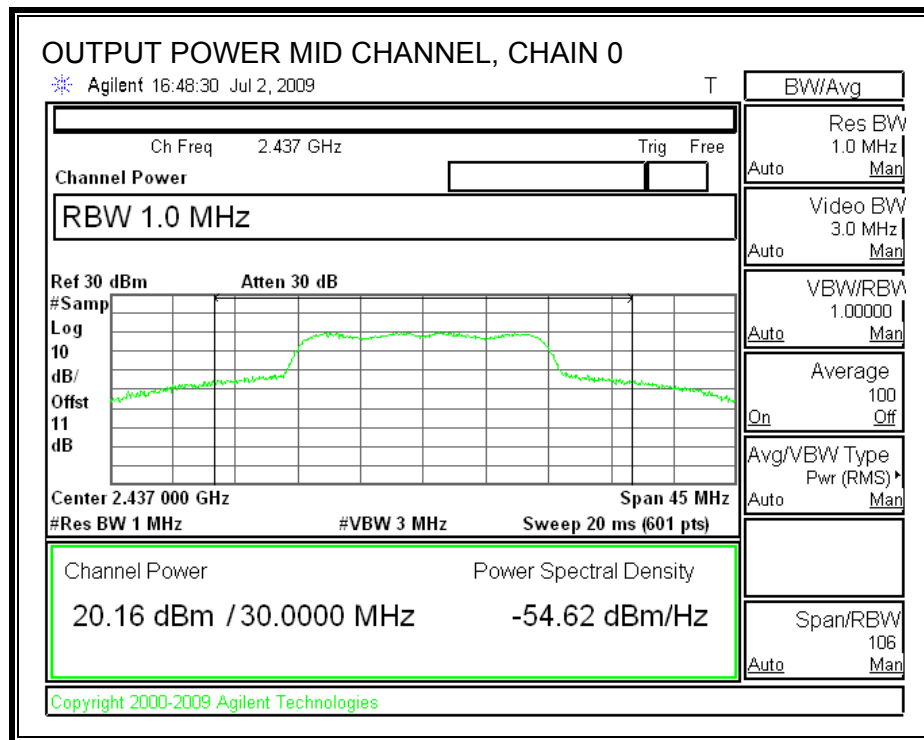 OUTPUT POWER MID CHANNEL, CHAIN 0
Agilent 16:48:30 Jul 2, 2009 T
Ch Freq 2.437 GHz Trig Free
Channel Power
RBW 1.0 MHz
Ref 30 dBm Atten 30 dB
#Samp
Log
10
dB/
Offst
11
dB
Center 2.437 000 GHz Span 45 MHz
#Res BW 1 MHz #VBW 3 MHz Sweep 20 ms (601 pts)
Channel Power Power Spectral Density
20.16 dBm / 30.0000 MHz -54.62 dBm/Hz
Copyright 2000-2009 Agilent Technologies
BW/Avg
Res BW
1.0 MHz
Auto Man
Video BW
3.0 MHz
Auto Man
VBW/RBW
1.00000
Auto Man
Average
100
On Off
Avg/VBW Type
Pwr (RMS)
Auto Man
Span/RBW
106
Auto Man